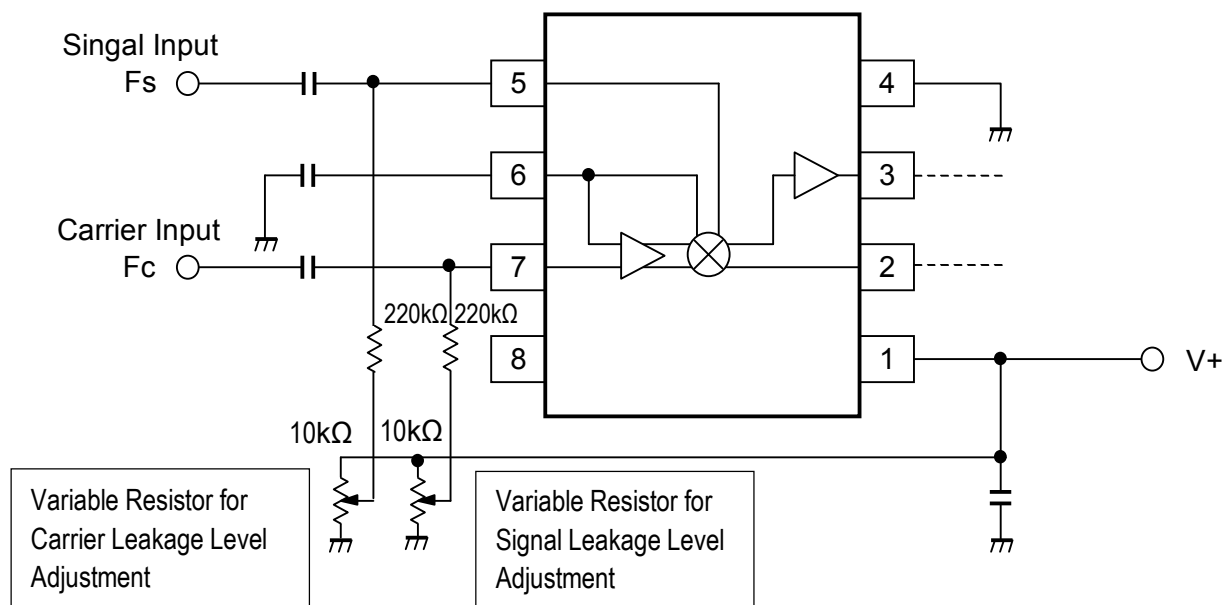 Singal Input
Fs
5
4
6
3
Carrier Input
Fc
7
2
220kΩ 220kΩ
8
1
V+
10kΩ 10kΩ
Variable Resistor for
Carrier Leakage Level
Adjustment
Variable Resistor for
Signal Leakage Level
Adjustment